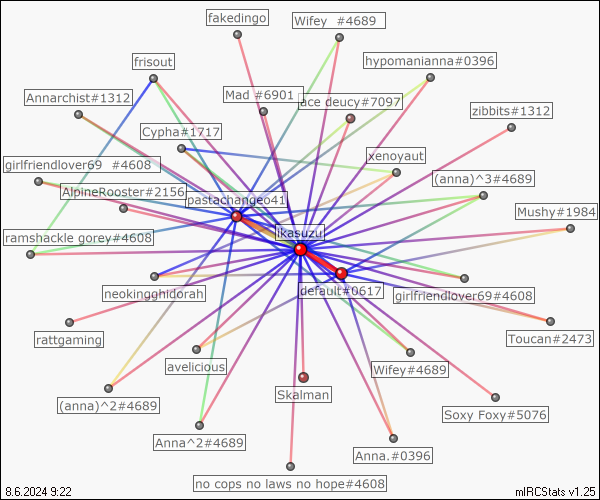 fakedingo
Wifey  #4689
frisout
hypomanianna#0396
Annarchist#1312
Mad #6901
ace deucy#7097
zibbits#1312
Cypha#1717
xenoyaut
girlfriendlover69  #4608
(anna)^3#4689
AlpineRooster#2156
pastachangeo41
Mushy#1984
ikasuzu
ramshackle gorey#4608
default#0617
neokingghidorah
girlfriendlover69#4608
rattgaming
Toucan#2473
avelicious
Wifey#4689
Skalman
(anna)^2#4689
Soxy Foxy#5076
Anna^2#4689
Anna.#0396
no cops no laws no hope#4608
8.6.2024 9:22
mIRCStats v1.25